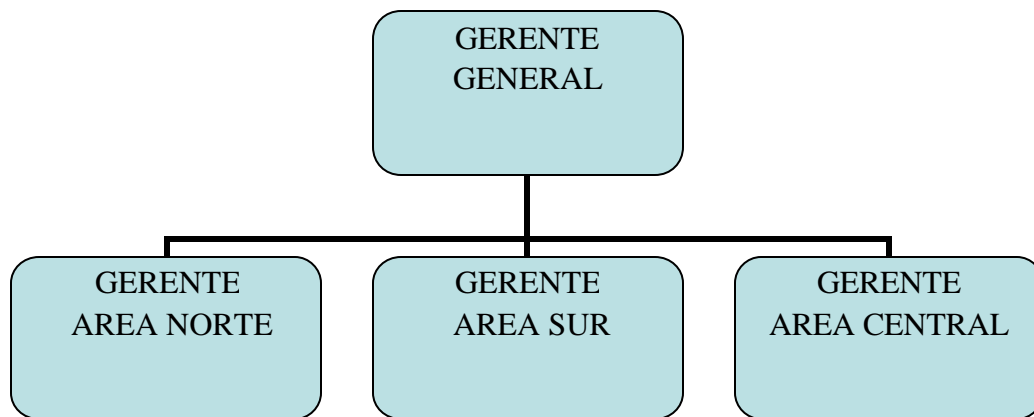 GERENTE
GENERAL
GERENTE
AREA NORTE
GERENTE
AREA SUR
GERENTE
AREA CENTRAL